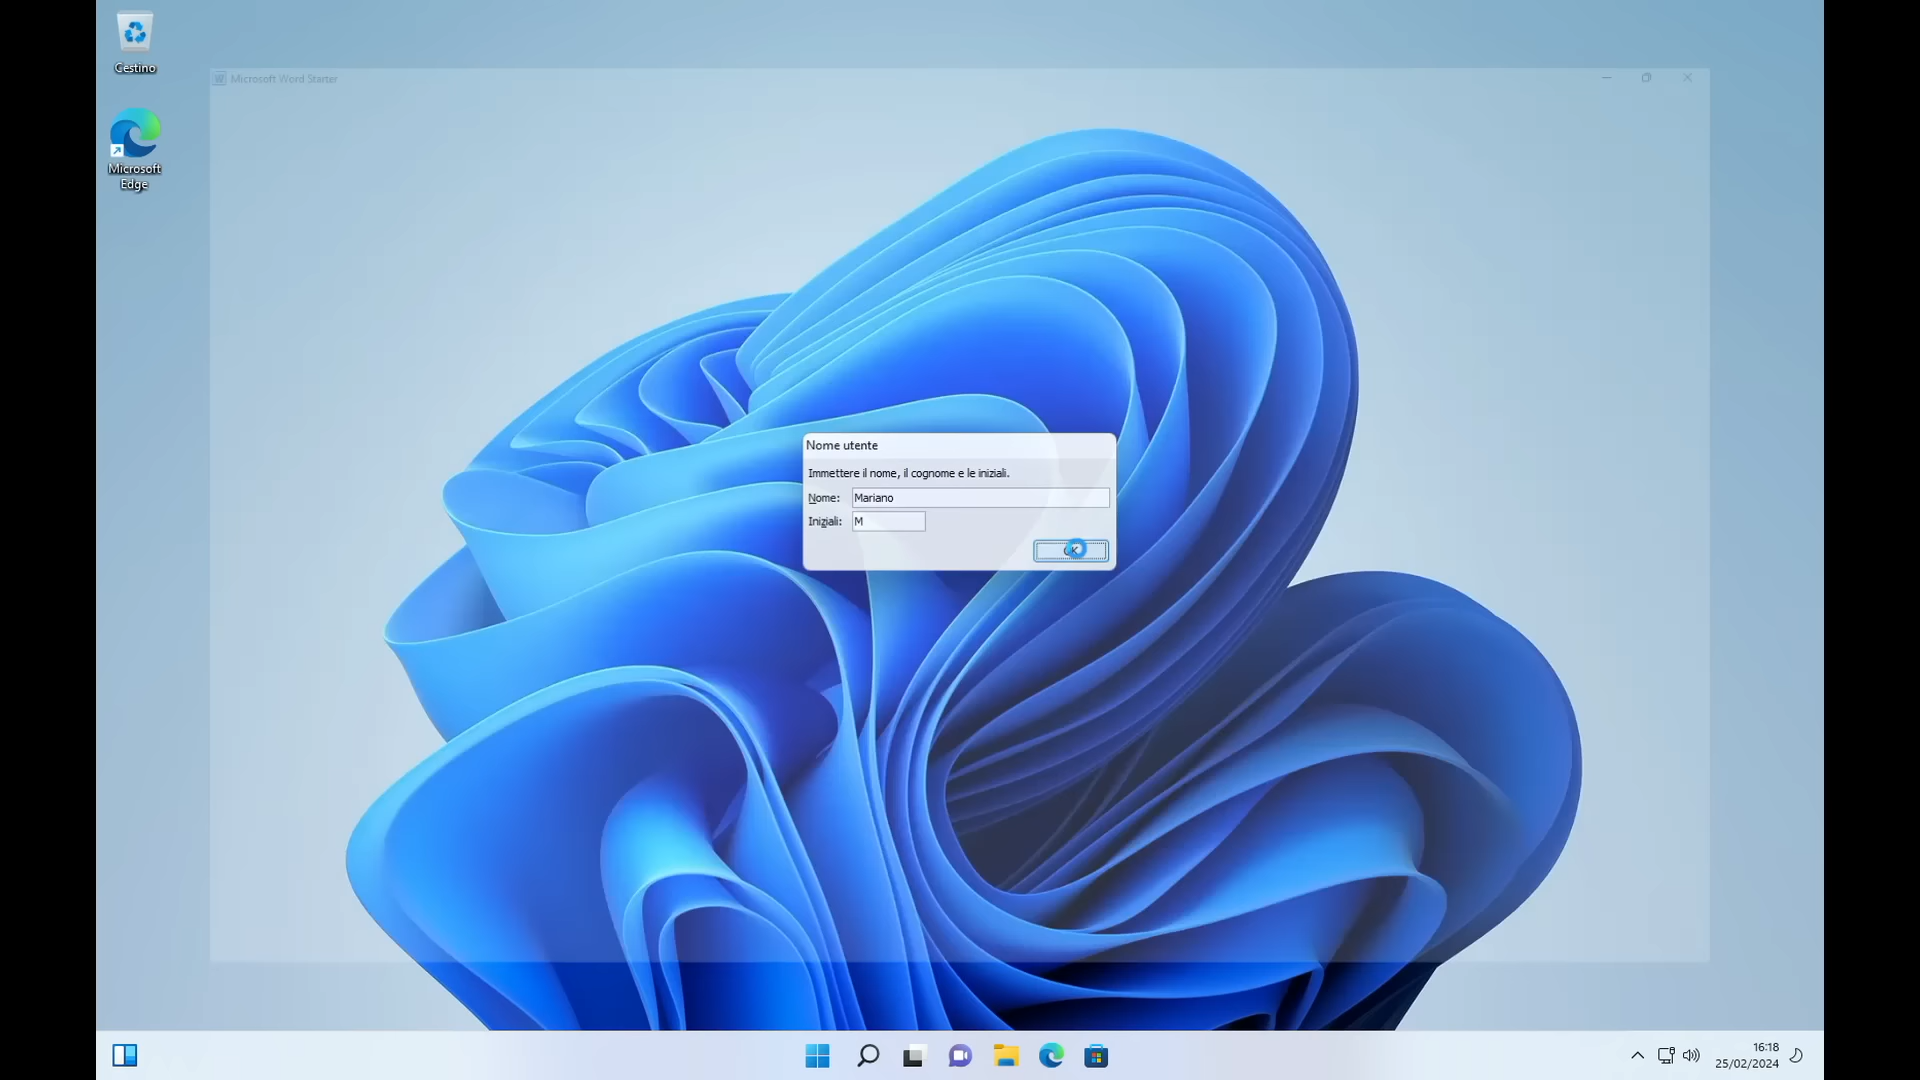 Cestino
Microsoft Word Starter
Microsoft
Edge
Nome utente
Immettere il nome, il cognome e le iniziali.
Nome: Mariano
Iniziali: M
16:18
25/02/2024